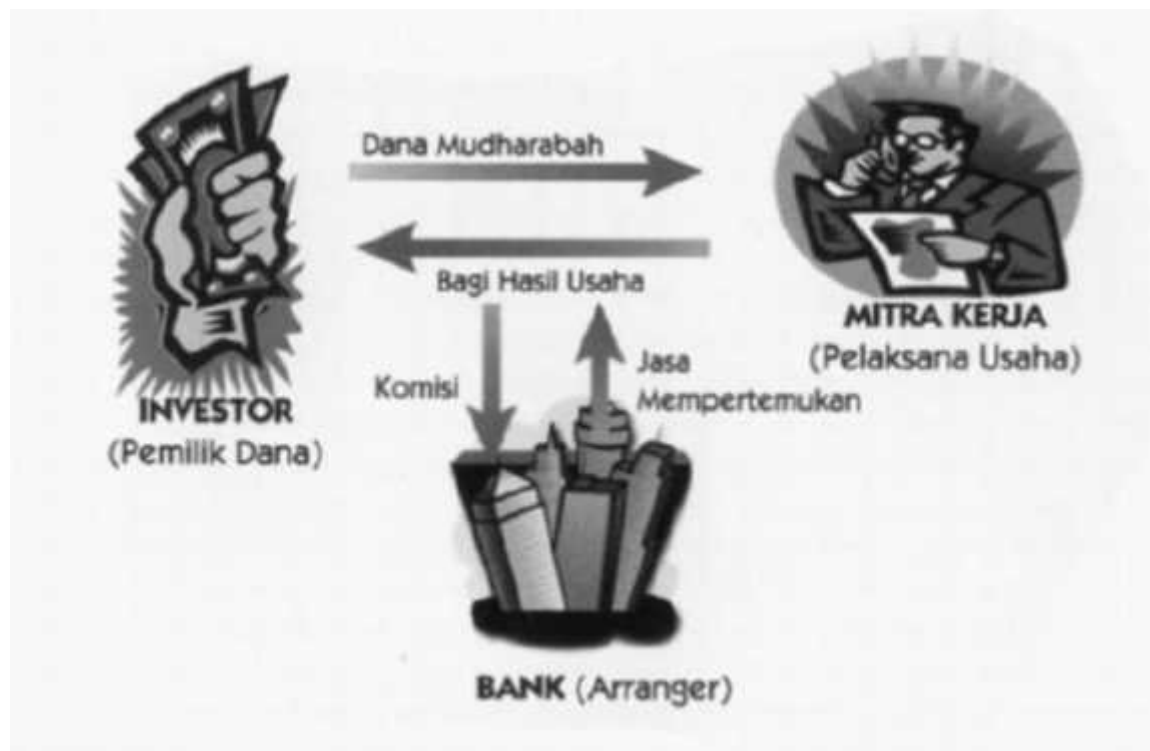 Dana Mudharabah
Bagi Hasil Usaha
MITRA KERJA
(Pelaksana Usaha)
Komisi
Jasa
Mempertemukan
INVESTOR
(Pemilik Dana)
BANK (Arranger)